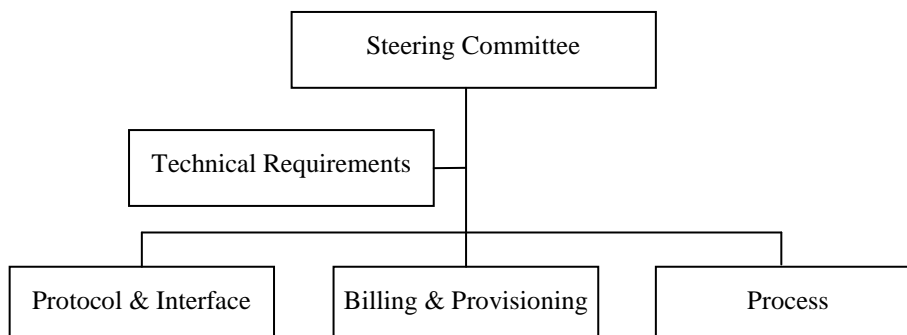 Steering Committee
Technical Requirements
Protocol & Interface
Billing & Provisioning
Process